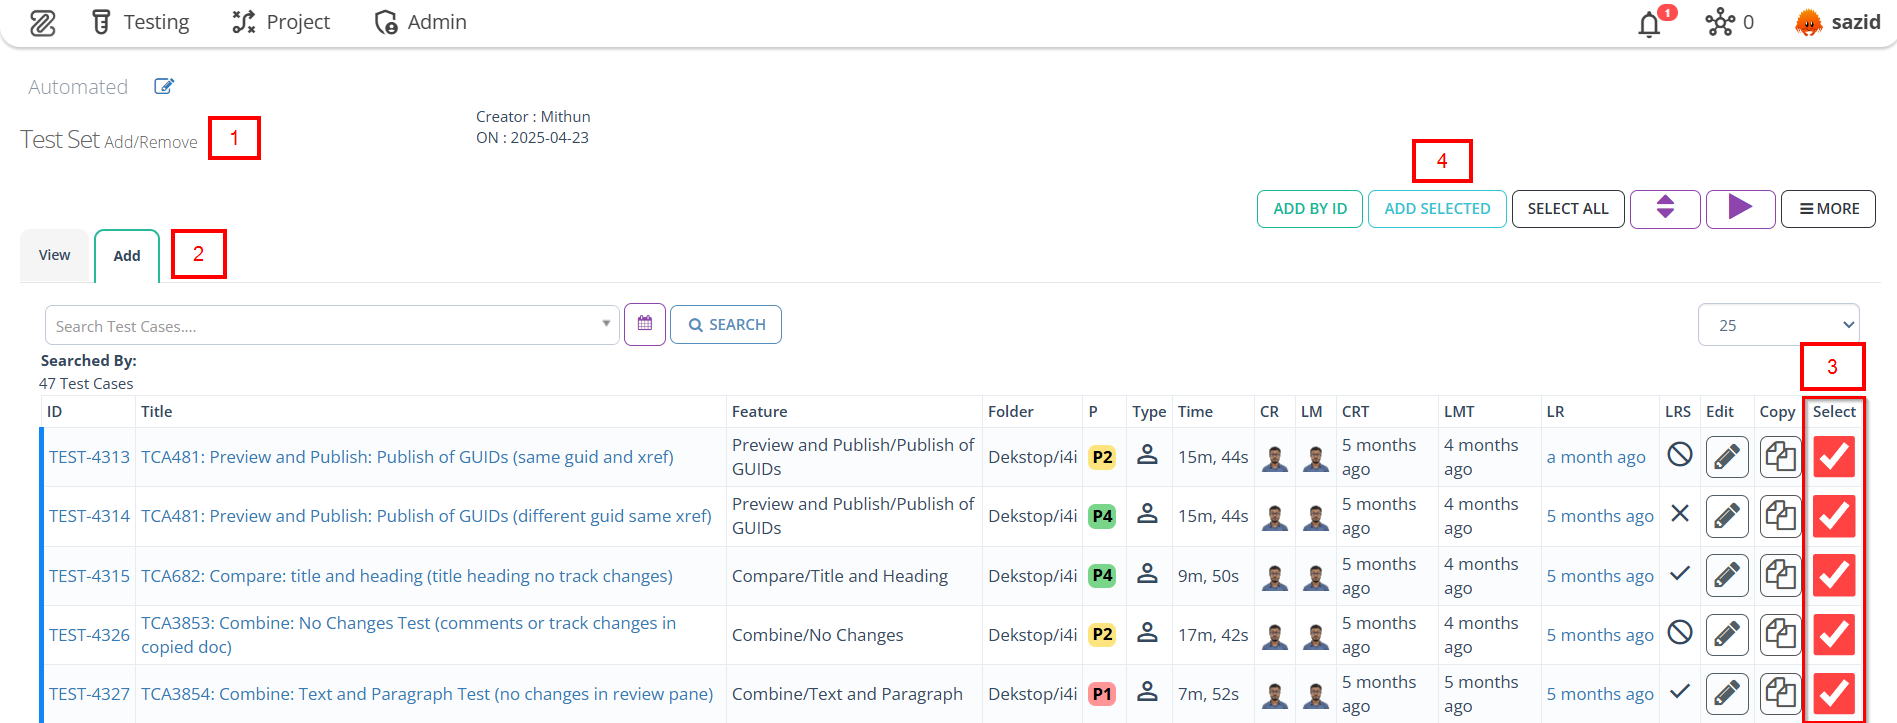 Testing Project Admin 1 0 sazid
Automated
Creator : Mithun
Test Set Add/Remove 1
ON : 2025-04-23
4
ADD BY ID ADD SELECTED SELECT ALL MORE
View Add 2
Search Test Cases.... SEARCH 25
Searched By:
47 Test Cases
3
ID Title Feature Folder P Type Time CR LM CRT LMT LR LRS Edit Copy Select
TEST-4313 TCA481: Preview and Publish: Publish of GUIDs (same guid and xref) Preview and Publish/Publish of GUIDs Dekstop/i4i P2 15m, 44s 5 months ago 4 months ago a month ago
TEST-4314 TCA481: Preview and Publish: Publish of GUIDs (different guid same xref) Preview and Publish/Publish of GUIDs Dekstop/i4i P4 15m, 44s 5 months ago 4 months ago 5 months ago
TEST-4315 TCA682: Compare: title and heading (title heading no track changes) Compare/Title and Heading Dekstop/i4i P4 9m, 50s 5 months ago 4 months ago 5 months ago
TEST-4326 TCA3853: Combine: No Changes Test (comments or track changes in copied doc) Combine/No Changes Dekstop/i4i P2 17m, 42s 5 months ago 4 months ago 5 months ago
TEST-4327 TCA3854: Combine: Text and Paragraph Test (no changes in review pane) Combine/Text and Paragraph Dekstop/i4i P1 7m, 52s 5 months ago 5 months ago 5 months ago